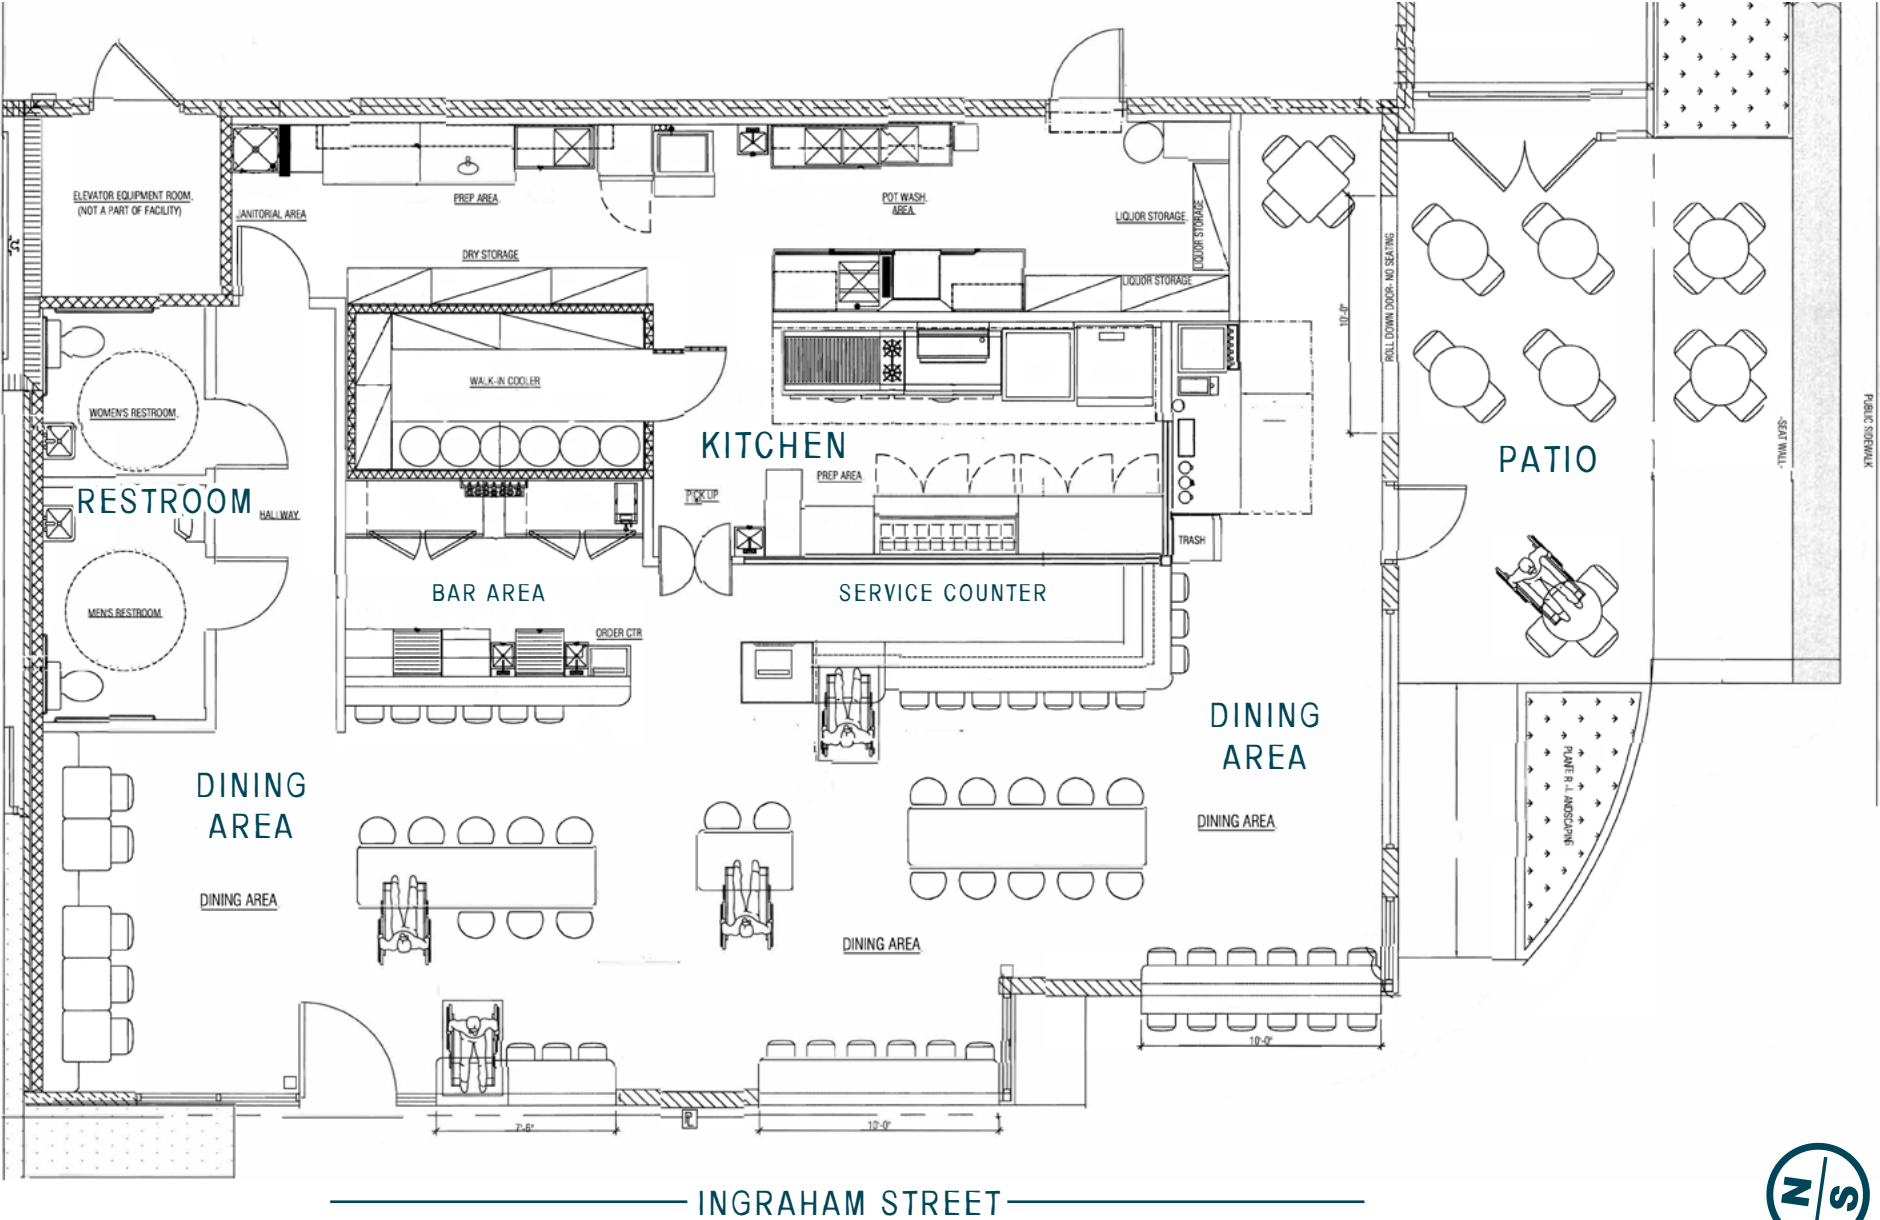 ELEVATOR EQUIPMENT ROOM.
(NOT A PART OF FACILITY)
JANITORIAL AREA
PREP AREA
DRY STORAGE
POT WASH
AREA
LIQUOR STORAGE
LIQUOR STORAGE
LIQUOR STORAGE
10'-0"
ROLL DOWN DOOR- NO SEATING
WALK-IN COOLER
WOMEN'S RESTROOM
KITCHEN
PREP AREA
PICK UP
PATIO
-SEAT WALL-
PUBLIC SIDEWALK
RESTROOM
HALLWAY
TRASH
BAR AREA
SERVICE COUNTER
MEN'S RESTROOM
ORDER CTR
DINING
AREA
DINING AREA
DINING
AREA
DINING AREA
PLANTER -LANDSCAPING
DINING AREA
10'-0"
7'-6"
PL
10'-0"
INGRAHAM STREET
N/S